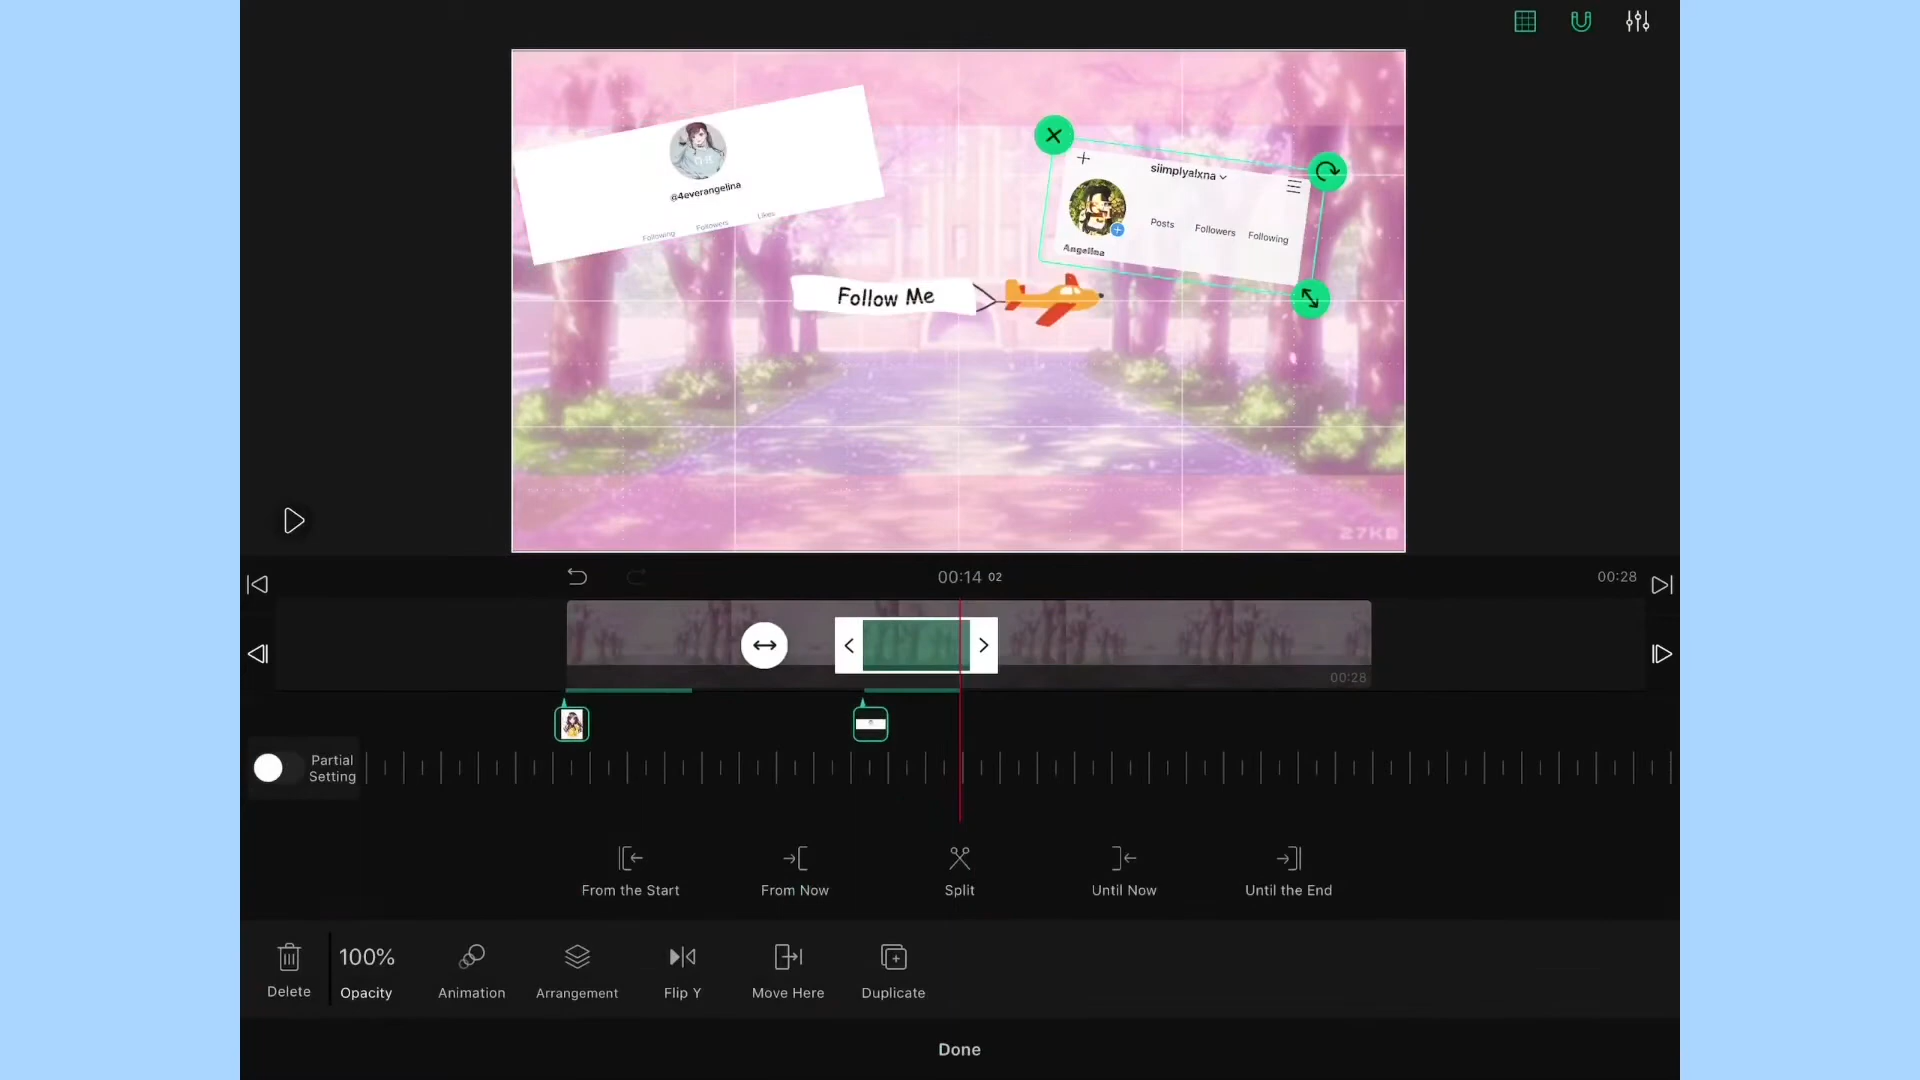 siimplyalxna
@4everangelina
Following
Followers
Likes
Posts
Followers
Following
Angelina
Follow Me
27KB
00:14 02
00:28
00:28
Partial
Setting
From the Start
From Now
Split
Until Now
Until the End
Delete
100%
Opacity
Animation
Arrangement
Flip Y
Move Here
Duplicate
Done